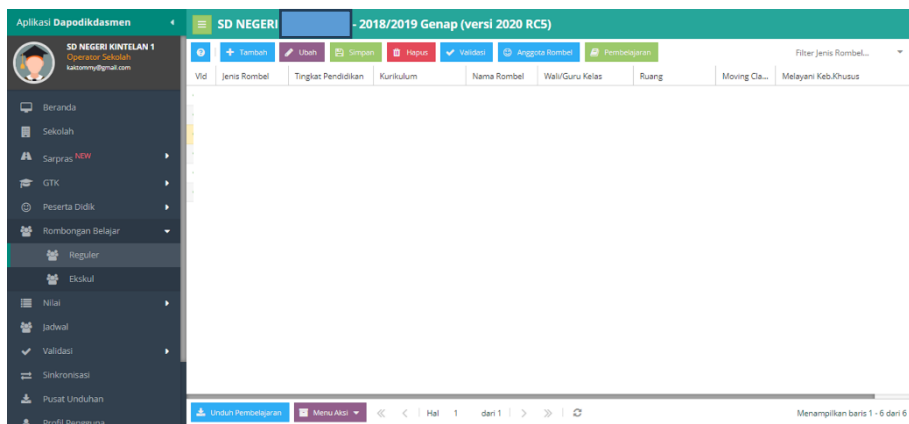 Aplikasi Dapodikdasmen
SD NEGERI - 2018/2019 Genap (versi 2020 RC5)
SD NEGERI KINTELAN 1
Operator Sekolah
kaktommy@gmail.com
Tambah Ubah Simpan Hapus Validasi Anggota Rombel Pembelajaran Filter Jenis Rombel...
Vld Jenis Rombel Tingkat Pendidikan Kurikulum Nama Rombel Wali/Guru Kelas Ruang Moving Cla... Melayani Keb.Khusus
Beranda
Sekolah
Sarpras NEW
GTK
Peserta Didik
Rombongan Belajar
Reguler
Ekskul
Nilai
Jadwal
Validasi
Sinkronisasi
Pusat Unduhan
Profil Pengguna
Unduh Pembelajaran Menu Aksi Hal 1 dari 1 Menampilkan baris 1 - 6 dari 6